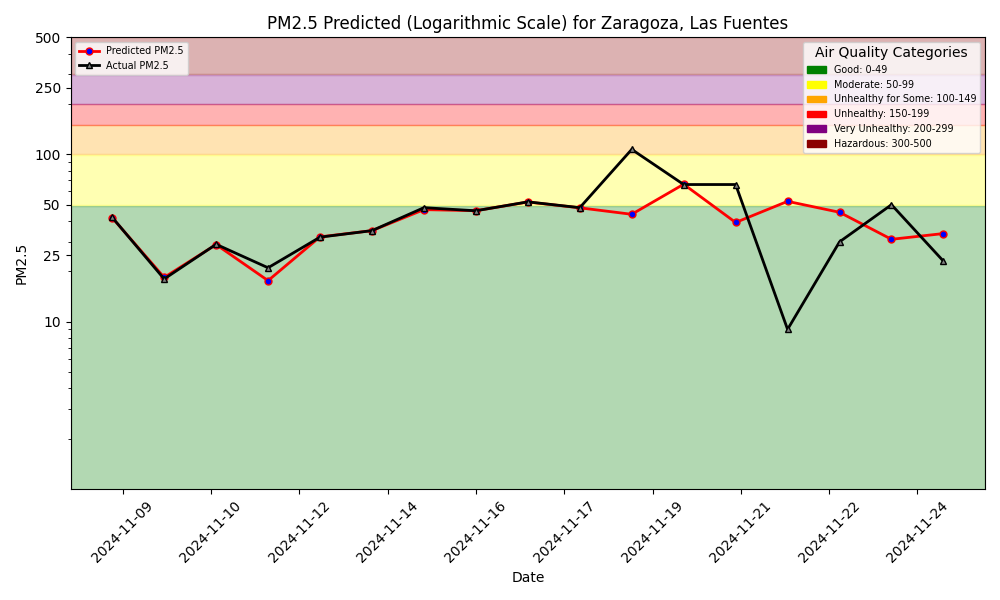 PM2.5 Predicted (Logarithmic Scale) for Zaragoza, Las Fuentes
Predicted PM2.5
Actual PM2.5
Air Quality Categories
Good: 0-49
Moderate: 50-99
Unhealthy for Some: 100-149
Unhealthy: 150-199
Very Unhealthy: 200-299
Hazardous: 300-500
500
250
100
50
25
10
PM2.5
2024-11-09
2024-11-10
2024-11-12
2024-11-14
2024-11-16
2024-11-17
2024-11-19
2024-11-21
2024-11-22
2024-11-24
Date